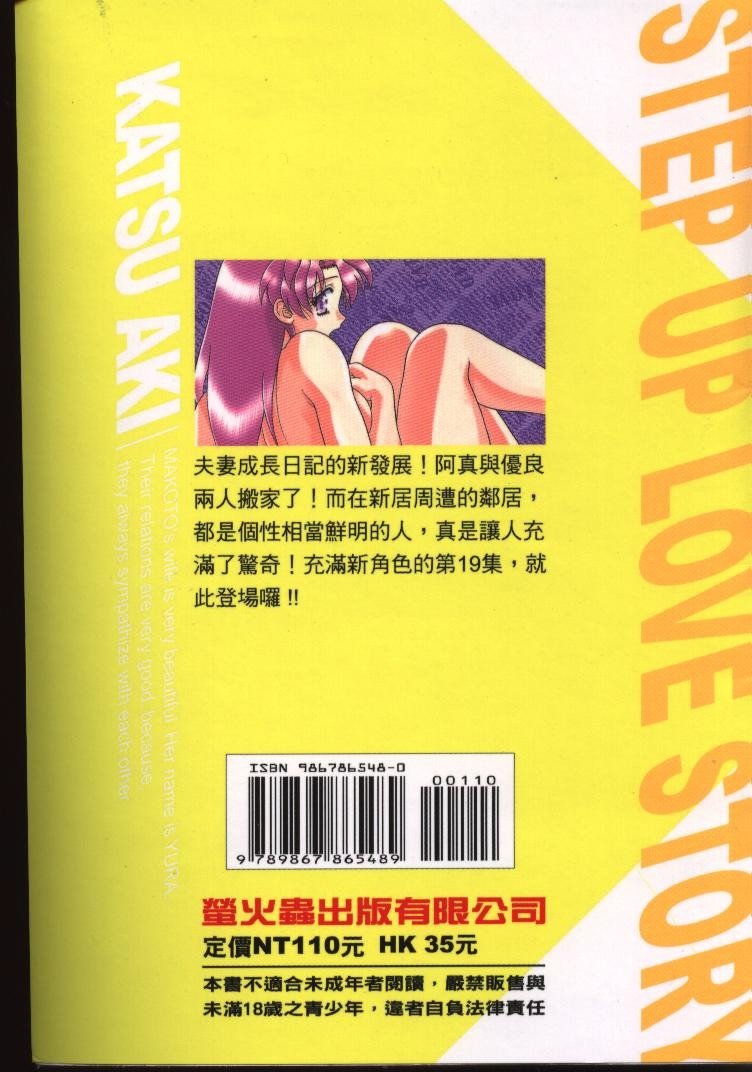 STEP UP LOVE STORY
KATSU AKI
MAKOTO's wife is very beautiful. Her name is YURA.
Their relations are very good, because,
they always sympathize with each other
夫妻成長日記的新發展！阿真與優良
兩人搬家了！而在新居周遭的鄰居，
都是個性相當鮮明的人，真是讓人充
滿了驚奇！充滿新角色的第19集，就
此登場囉!!
ISBN 986786548-0
00110
9 789867 865489
螢火蟲出版有限公司
定價NT110元 HK 35元
本書不適合未成年者閱讀，嚴禁販售與
未滿18歲之青少年，違者自負法律責任